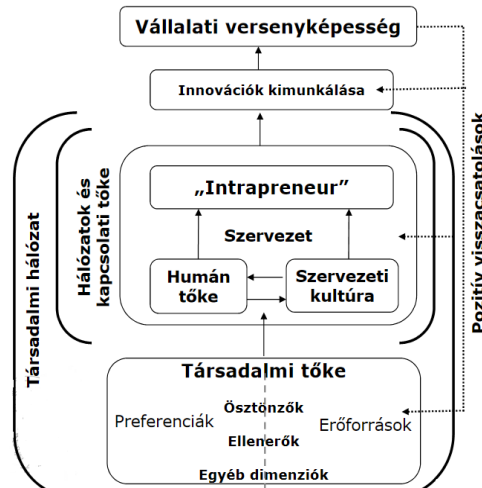 Vállalati versenyképesség
Innovációk kimunkálása
„Intrapreneur”
Szervezet
Humán
tőke
Szervezeti
kultúra
Társadalmi tőke
Ösztönzők
Preferenciák
Erőforrások
Ellenerők
Egyéb dimenziók
Társadalmi hálózat
Hálózatok és
kapcsolati tőke
Pozitív visszacsatolások